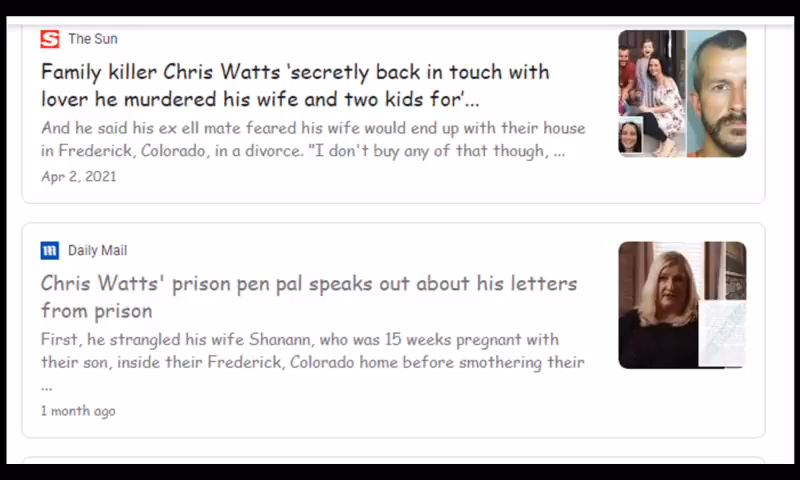 The Sun
Family killer Chris Watts 'secretly back in touch with
lover he murdered his wife and two kids for'...
And he said his ex ell mate feared his wife would end up with their house
in Frederick, Colorado, in a divorce. "I don't buy any of that though, ...
Apr 2, 2021
Daily Mail
Chris Watts' prison pen pal speaks out about his letters
from prison
First, he strangled his wife Shanann, who was 15 weeks pregnant with
their son, inside their Frederick, Colorado home before smothering their
...
1 month ago